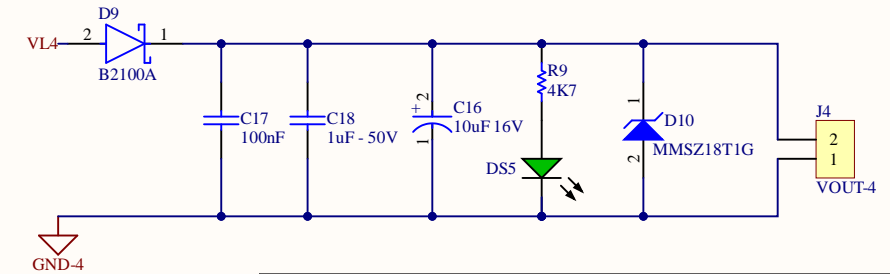 D9
VL4
2
1
B2100A
C17
100nF
C18
1uF - 50V
+
2
C16
10uF 16V
1
R9
4K7
DS5
1
D10
MMSZ18T1G
2
J4
2
1
VOUT-4
GND-4